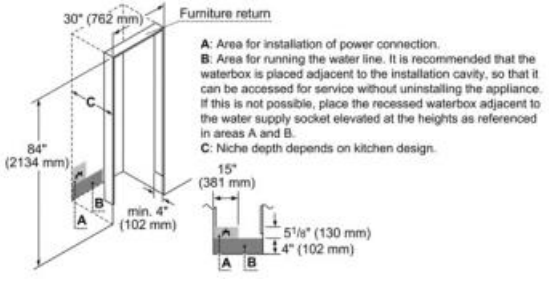 30" (762 mm)
Furniture return
A: Area for installation of power connection.
B: Area for running the water line. It is recommended that the
waterbox is placed adjacent to the installation cavity, so that it
can be accessed for service without uninstalling the appliance.
If this is not possible, place the recessed waterbox adjacent to
the water supply socket elevated at the heights as referenced
in areas A and B.
C: Niche depth depends on kitchen design.
C
84"
(2134 mm)
15"
(381 mm)
B
A
min. 4"
(102 mm)
5 1/8" (130 mm)
4" (102 mm)
A B